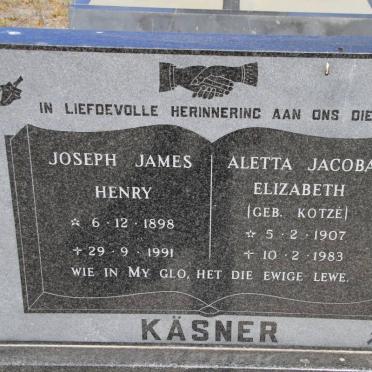 IN LIEFDEVOLLE HERINNERING AAN ONS DIE
JOSEPH JAMES
HENRY
☆ 6·12·1898
✝ 29·9·1991
ALETTA JACOBA
ELIZABETH
(GEB. KOTZÉ)
☆ 5·2·1907
✝ 10·2·1983
WIE IN MY GLO, HET DIE EWIGE LEWE.
KÄSNER